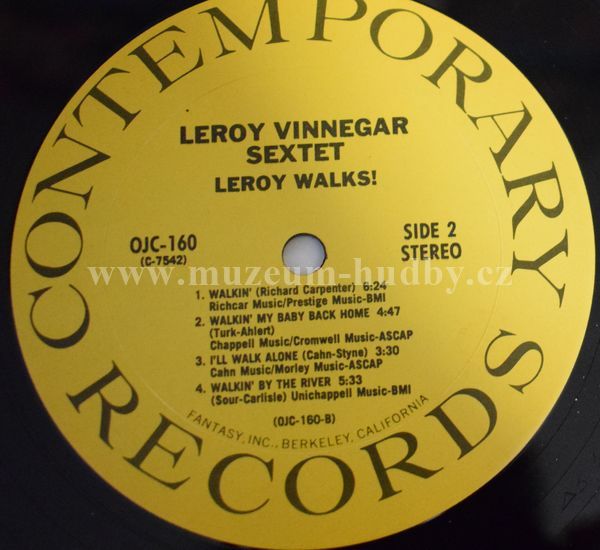 CONTEMPORARY RECORDS
LEROY VINNEGAR
SEXTET
LEROY WALKS!
OJC-160
(C-7542)
SIDE 2
STEREO
www.muzeum-hudby.cz
1. WALKIN' (Richard Carpenter) 6:24
Richcar Music/Prestige Music-BMI
2. WALKIN' MY BABY BACK HOME 4:47
(Turk-Ahlert)
Chappell Music/Cromwell Music-ASCAP
3. I'LL WALK ALONE (Cahn-Styne) 3:30
Cahn Music/Morley Music-ASCAP
4. WALKIN' BY THE RIVER 5:33
(Sour-Carlisle) Unichappell Music-BMI
(OJC-160-B)
FANTASY, INC., BERKELEY, CALIFORNIA